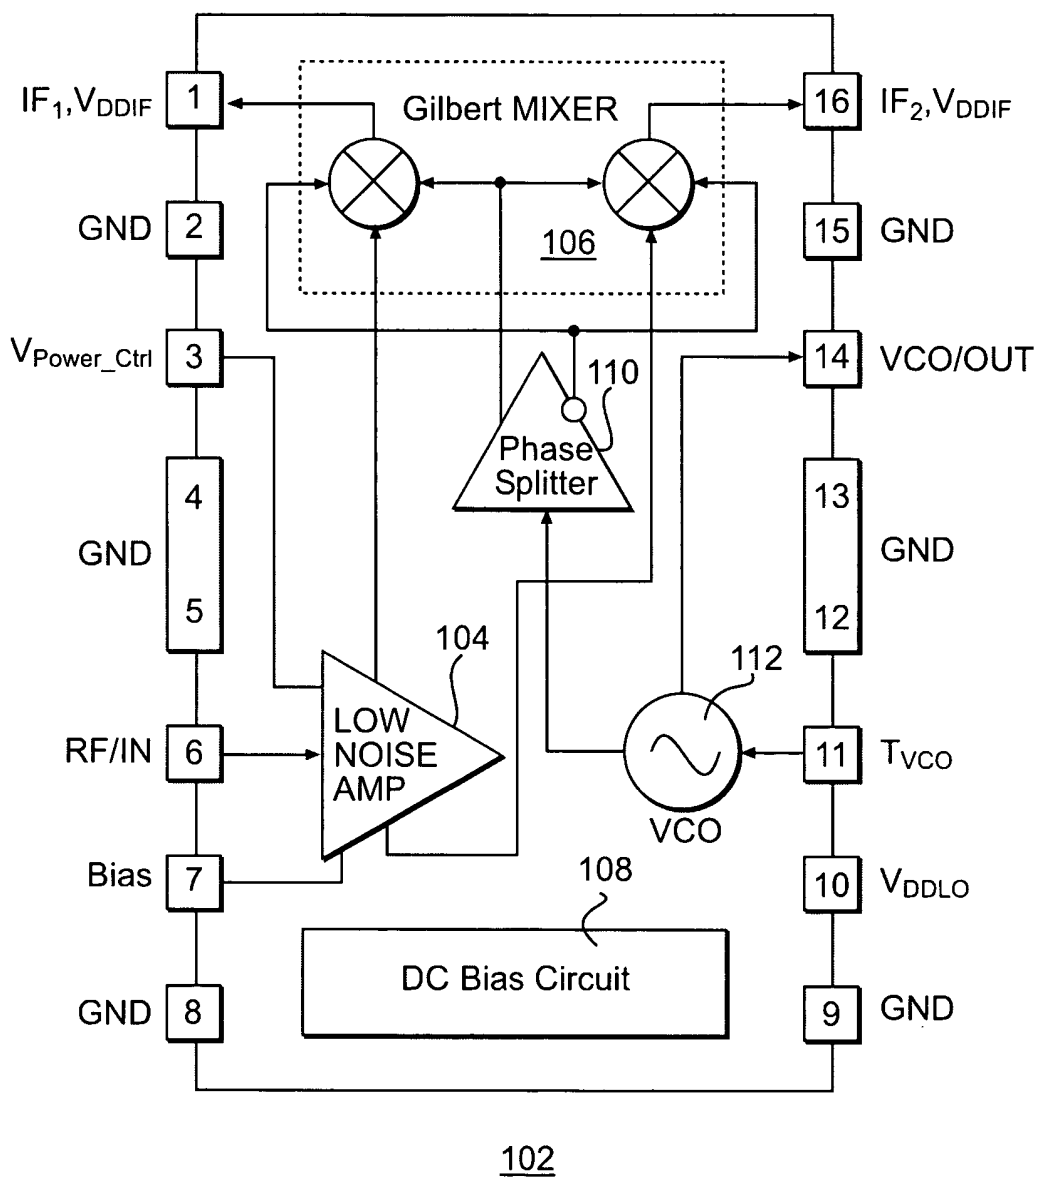 IF1,VDDIF
1
Gilbert MIXER
16
IF2,VDDIF
GND
2
106
15
GND
VPower_Ctrl
3
14
VCO/OUT
110
Phase
Splitter
4
GND
5
13
GND
12
104
112
RF/IN
6
LOW
NOISE
AMP
11
TVCO
VCO
Bias
7
10
VDDLO
108
DC Bias Circuit
GND
8
9
GND
102